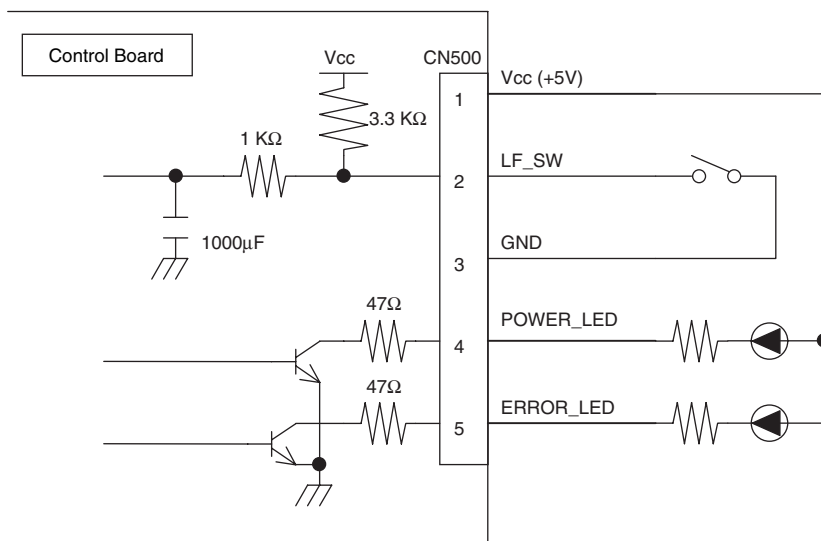 Control Board
Vcc
CN500
Vcc (+5V)
1
3.3 KΩ
1 KΩ
LF_SW
2
1000µF
GND
3
47Ω
POWER_LED
4
47Ω
ERROR_LED
5